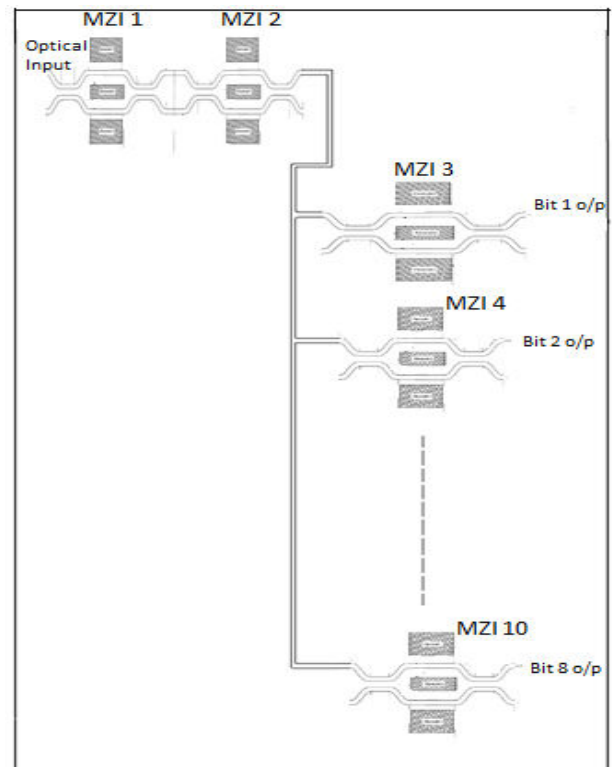 MZI 1
MZI 2
Optical
Input
MZI 3
Bit 1 o/p
MZI 4
Bit 2 o/p
MZI 10
Bit 8 o/p